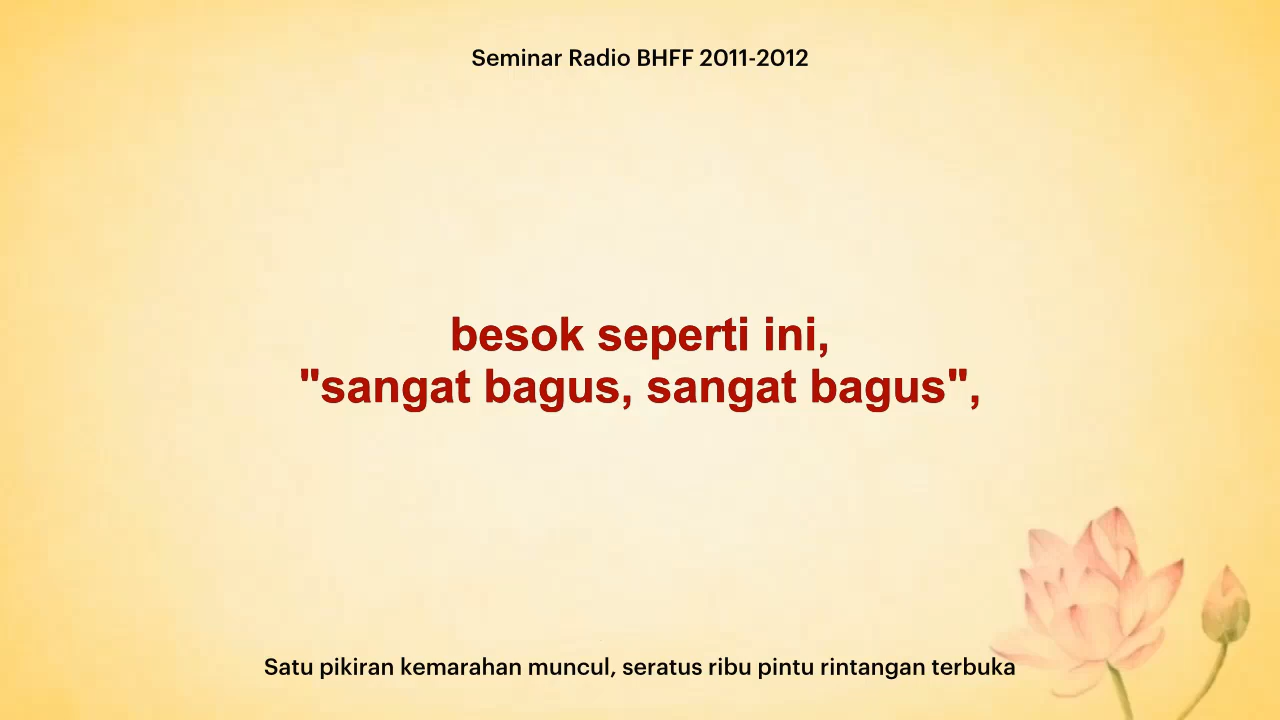 Seminar Radio BHFF 2011-2012
besok seperti ini,
"sangat bagus, sangat bagus",
Satu pikiran kemarahan muncul, seratus ribu pintu rintangan terbuka